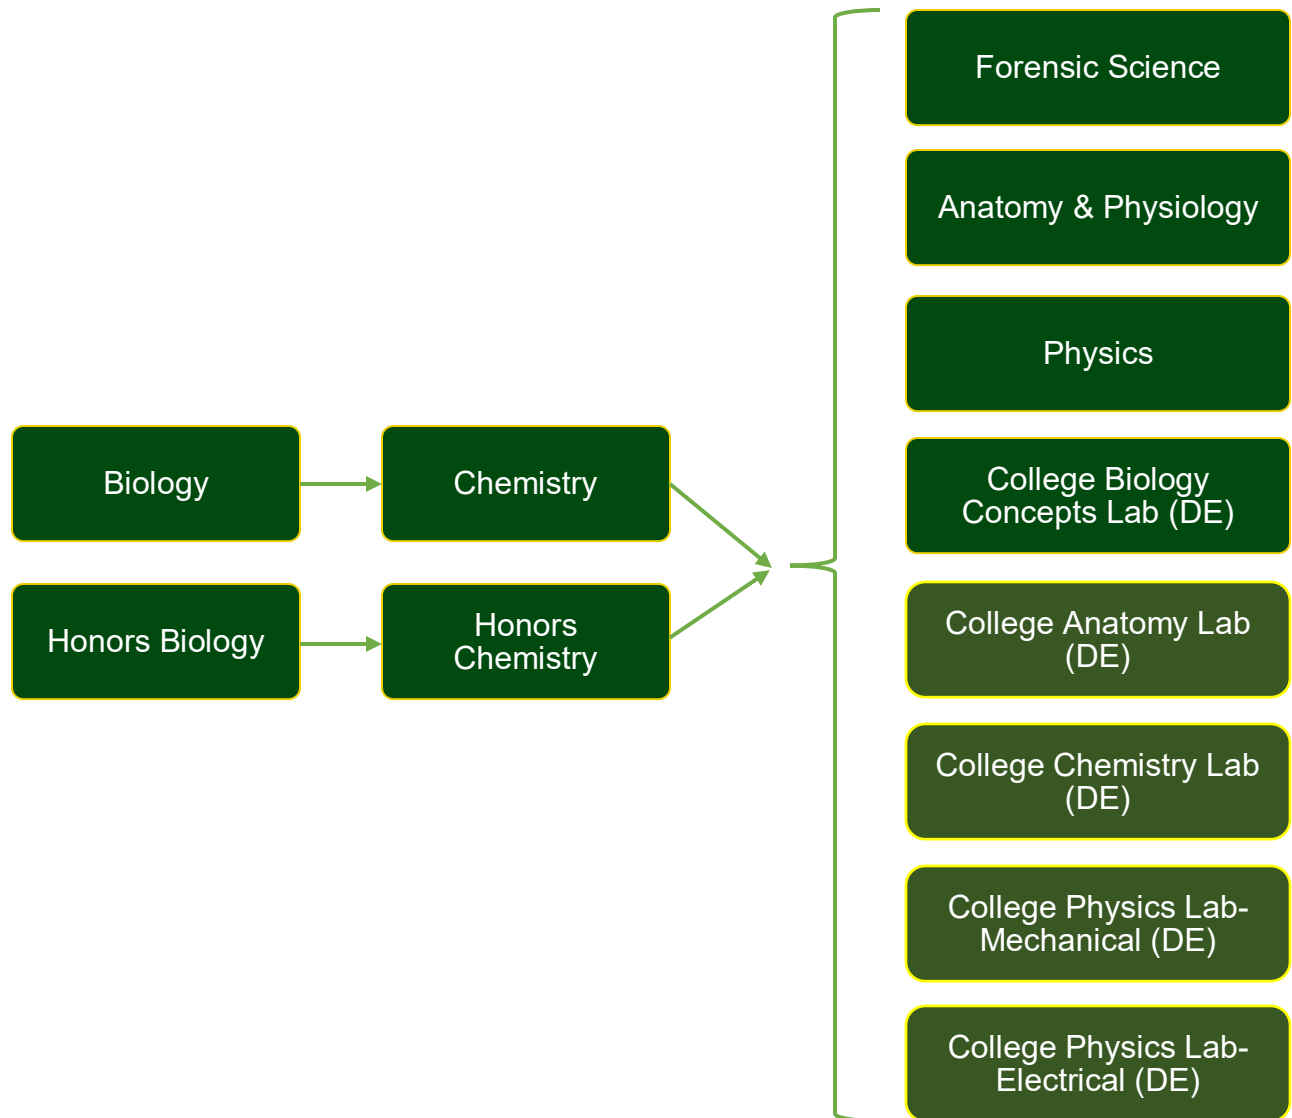 Forensic Science
Anatomy & Physiology
Physics
Biology
Chemistry
College Biology
Concepts Lab (DE)
Honors Biology
Honors
Chemistry
College Anatomy Lab
(DE)
College Chemistry Lab
(DE)
College Physics Lab-
Mechanical (DE)
College Physics Lab-
Electrical (DE)